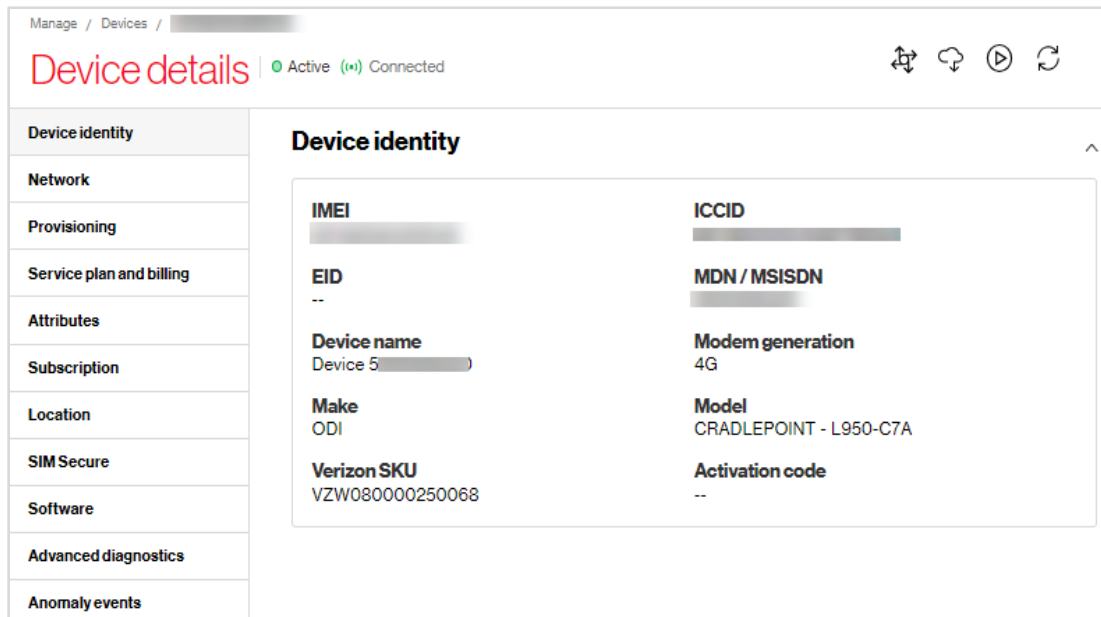 Manage / Devices /
Device details
Active Connected
Device identity
Network
Provisioning
Service plan and billing
Attributes
Subscription
Location
SIM Secure
Software
Advanced diagnostics
Anomaly events
Device identity
IMEI
ICCID
EID
--
MDN / MSISDN
Device name
Device 5
Modem generation
4G
Make
ODI
Model
CRADLEPOINT - L950-C7A
Verizon SKU
VZW080000250068
Activation code
--